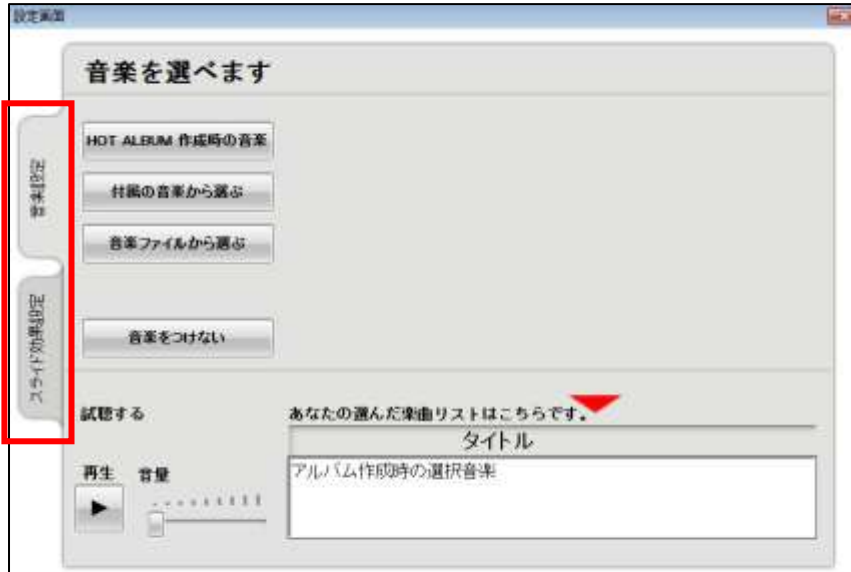 設定画面
音楽を選べます
HOT ALBUM 作成時の音楽
付属の音楽から選ぶ
音楽ファイルから選ぶ
音楽をつけない
音楽設定
スライド効果設定
試聴する
あなたの選んだ楽曲リストはこちらです。
タイトル
アルバム作成時の選択音楽
再生 音量